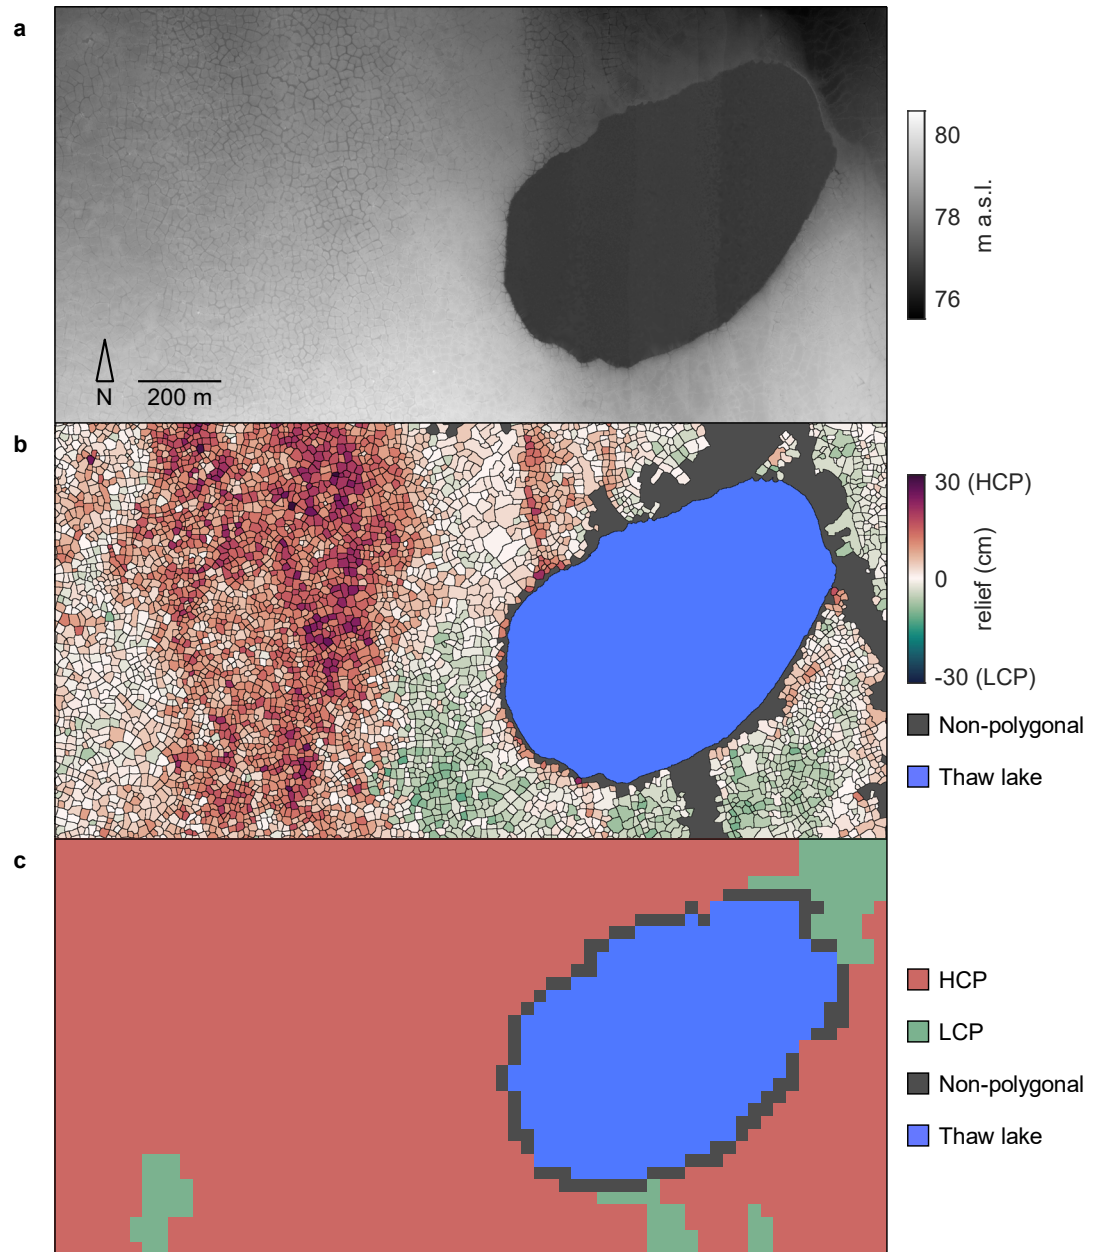 a
80
78
76
m a.s.l.
N
200 m
b
30 (HCP)
0
-30 (LCP)
relief (cm)
Non-polygonal
Thaw lake
c
HCP
LCP
Non-polygonal
Thaw lake